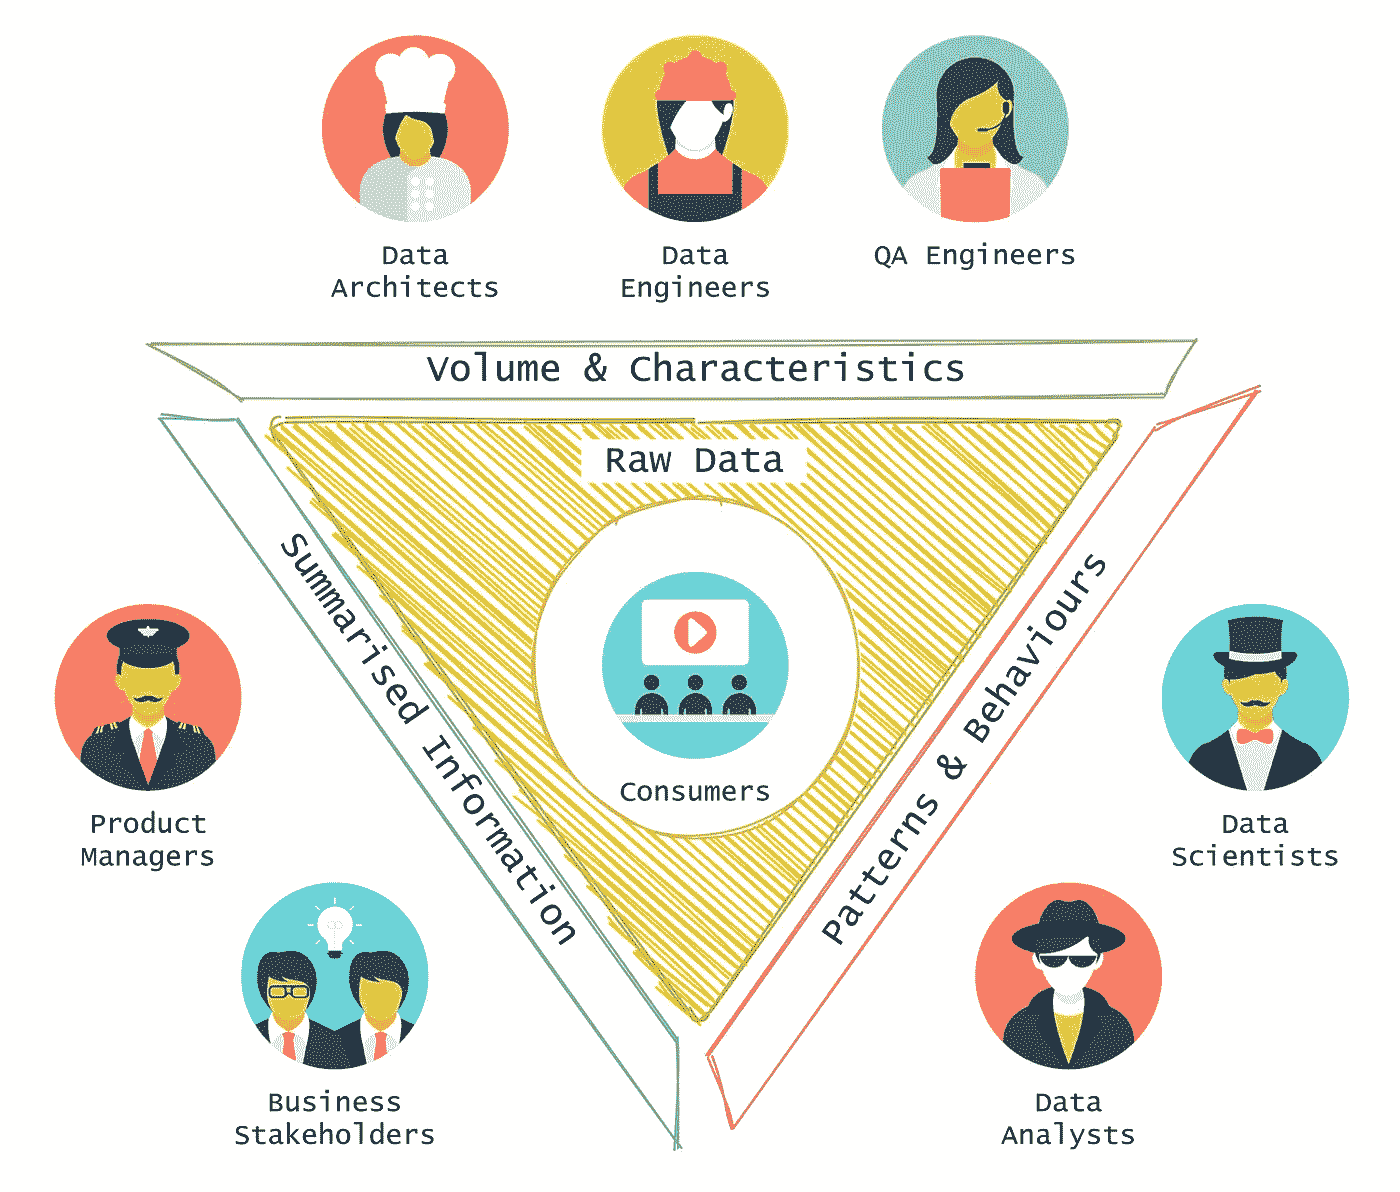 Data
Architects
Data
Engineers
QA Engineers
Volume & Characteristics
Raw Data
Summarised Information
Patterns & Behaviours
Consumers
Product
Managers
Data
Scientists
Business
Stakeholders
Data
Analysts